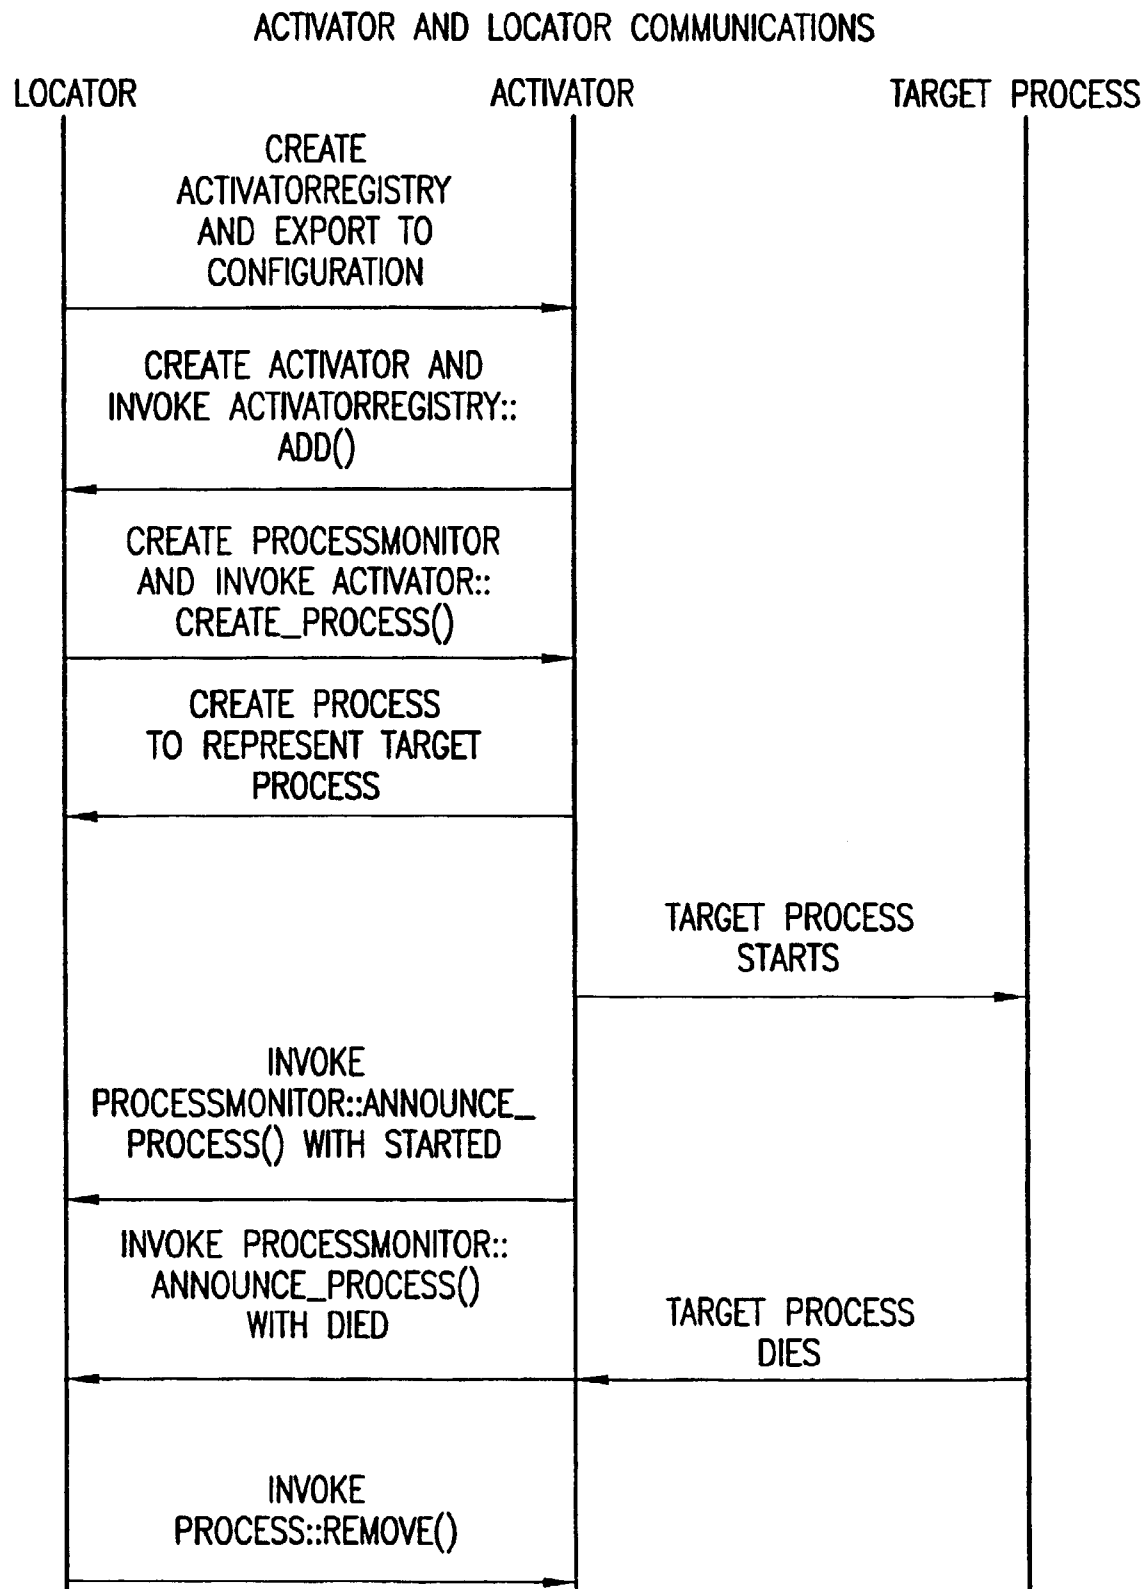 ACTIVATOR AND LOCATOR COMMUNICATIONS
LOCATOR
ACTIVATOR
TARGET PROCESS
CREATE
ACTIVATORREGISTRY
AND EXPORT TO
CONFIGURATION
CREATE ACTIVATOR AND
INVOKE ACTIVATORREGISTRY::
ADD()
CREATE PROCESSMONITOR
AND INVOKE ACTIVATOR::
CREATE_PROCESS()
CREATE PROCESS
TO REPRESENT TARGET
PROCESS
TARGET PROCESS
STARTS
INVOKE
PROCESSMONITOR::ANNOUNCE_
PROCESS() WITH STARTED
INVOKE PROCESSMONITOR::
ANNOUNCE_PROCESS()
WITH DIED
TARGET PROCESS
DIES
INVOKE
PROCESS::REMOVE()